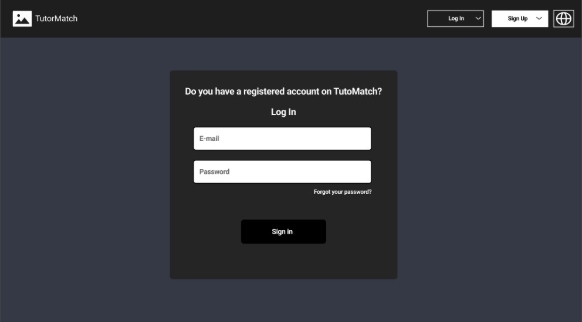 TutorMatch
Log In
Sign Up
Do you have a registered account on TutoMatch?
Log In
E-mail
Password
Forgot your password?
Sign in